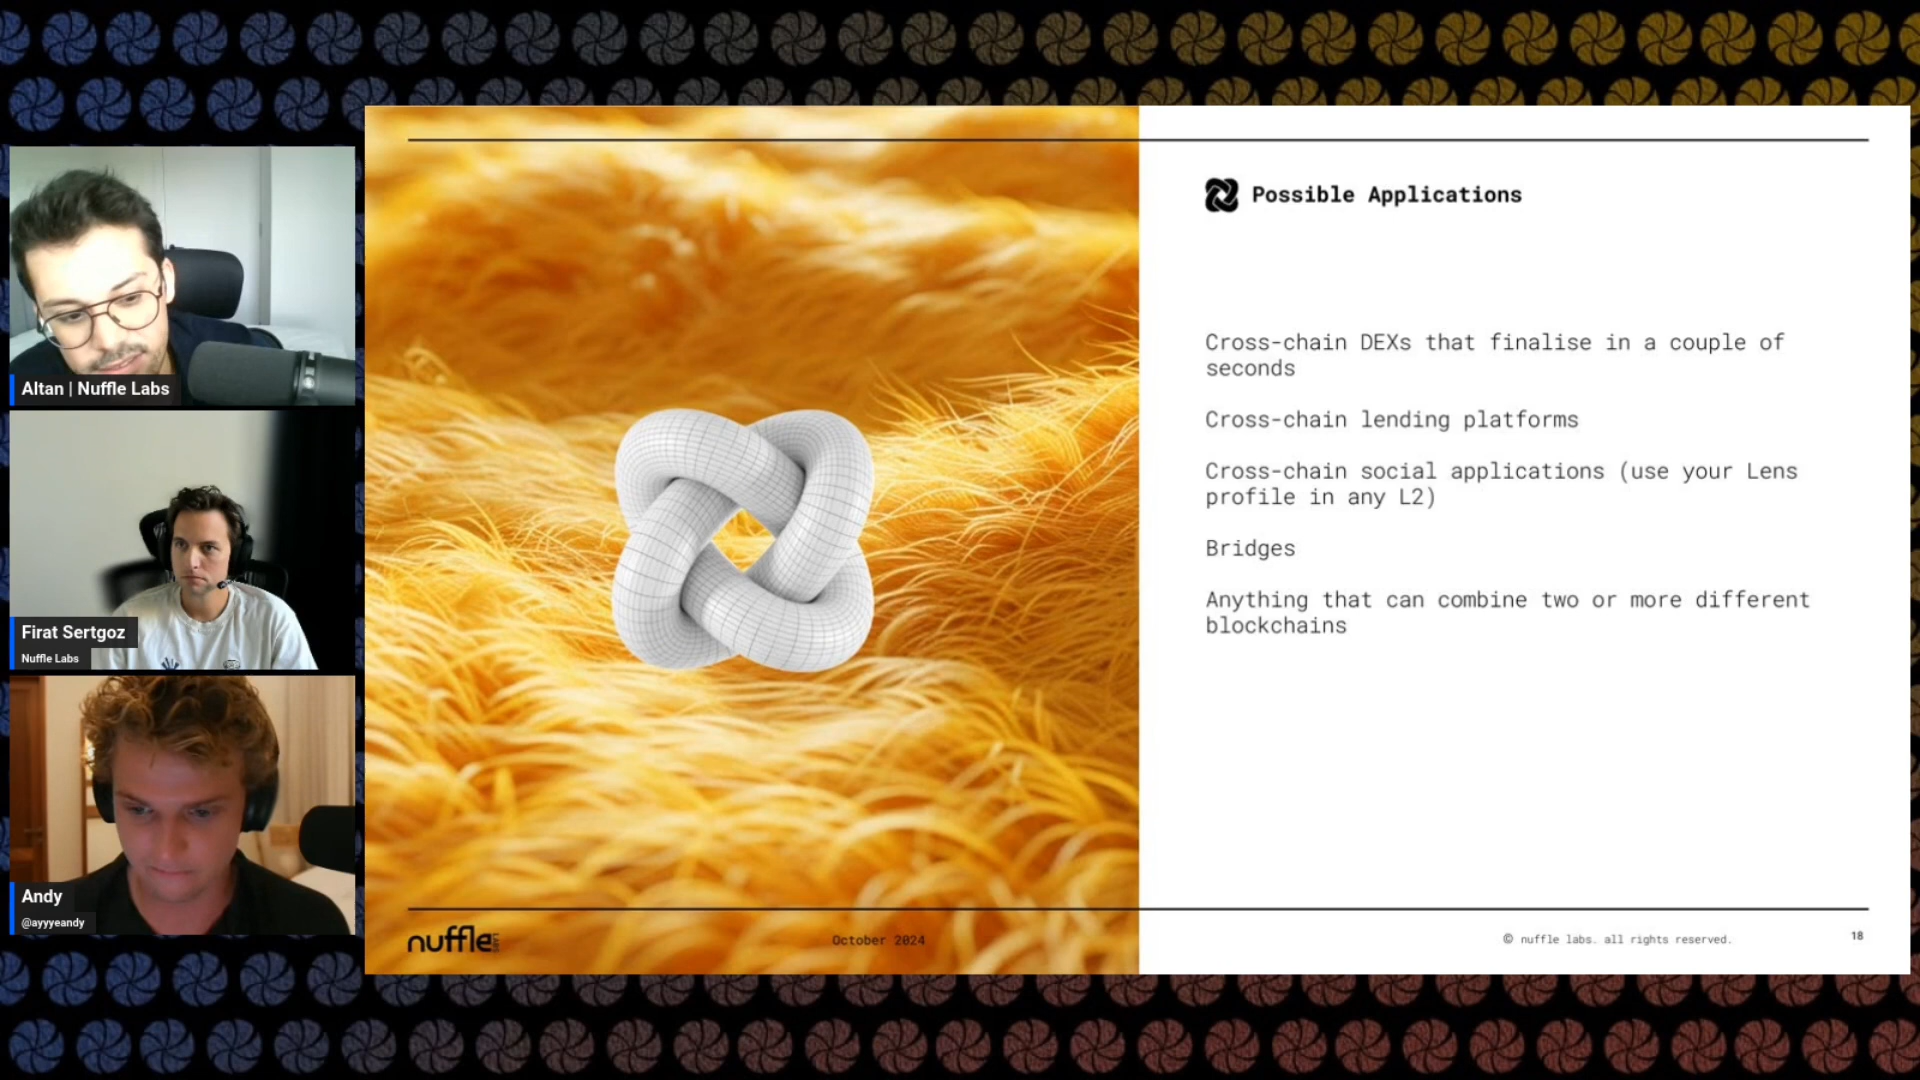 Altan | Nuffle Labs
Firat Sertgoz
Nuffle Labs
Andy
@ayyyeandy
Possible Applications
Cross-chain DEXs that finalise in a couple of
seconds
Cross-chain lending platforms
Cross-chain social applications (use your Lens
profile in any L2)
Bridges
Anything that can combine two or more different
blockchains
nuffle LABS
October 2024
© nuffle labs. all rights reserved.
18